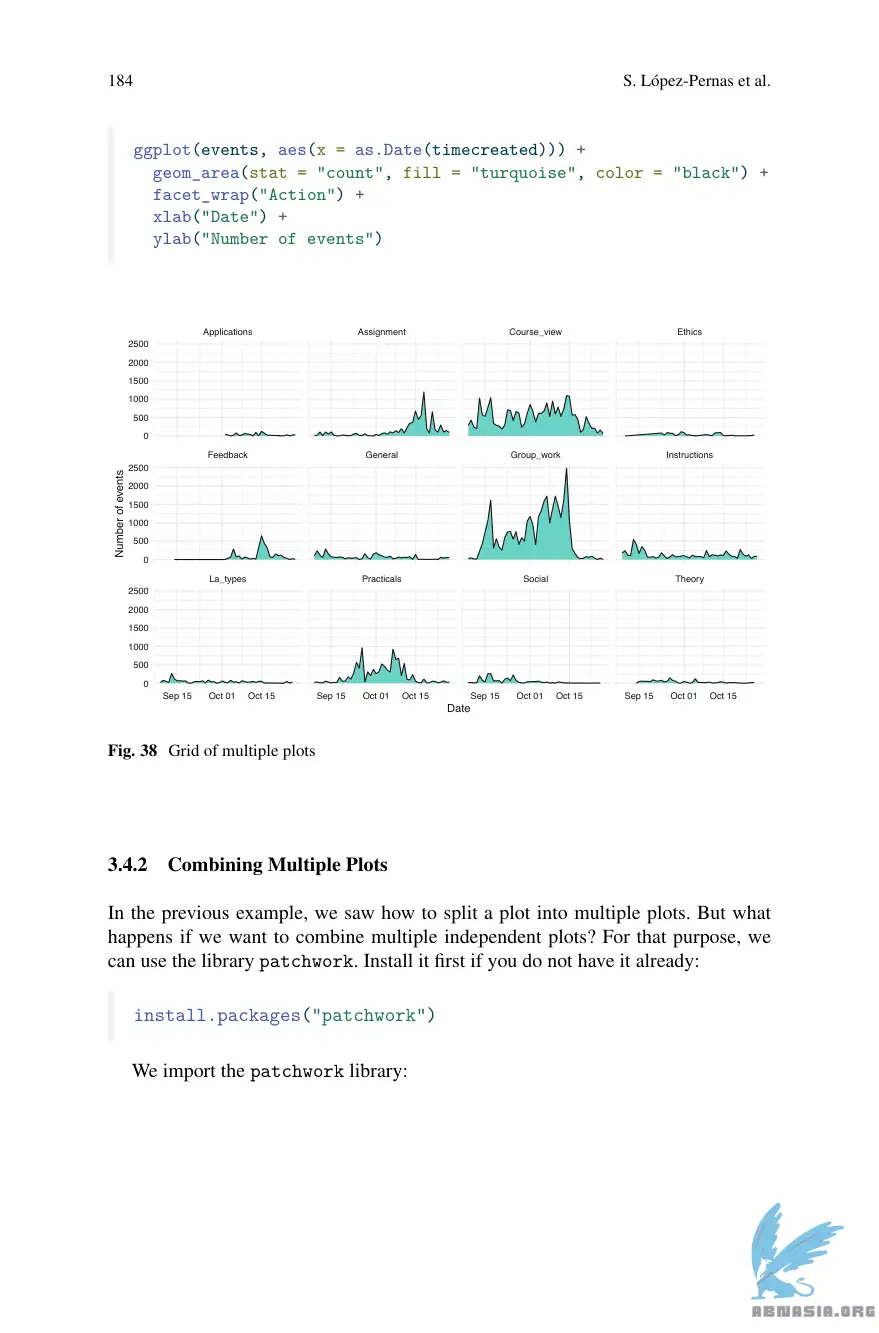 184
S. López-Pernas et al.
ggplot(events, aes(x = as.Date(timecreated))) +
geom_area(stat = "count", fill = "turquoise", color = "black") +
facet_wrap("Action") +
xlab("Date") +
ylab("Number of events")
Applications Assignment Course_view Ethics
2500
2000
1500
1000
500
0
Feedback General Group_work Instructions
2500
2000
1500
1000
500
0
Number of events
La_types Practicals Social Theory
2500
2000
1500
1000
500
0
Sep 15 Oct 01 Oct 15 Sep 15 Oct 01 Oct 15 Sep 15 Oct 01 Oct 15 Sep 15 Oct 01 Oct 15
Date
Fig. 38 Grid of multiple plots
3.4.2 Combining Multiple Plots
In the previous example, we saw how to split a plot into multiple plots. But what
happens if we want to combine multiple independent plots? For that purpose, we
can use the library patchwork. Install it first if you do not have it already:
install.packages("patchwork")
We import the patchwork library:
ABNASIA.ORG